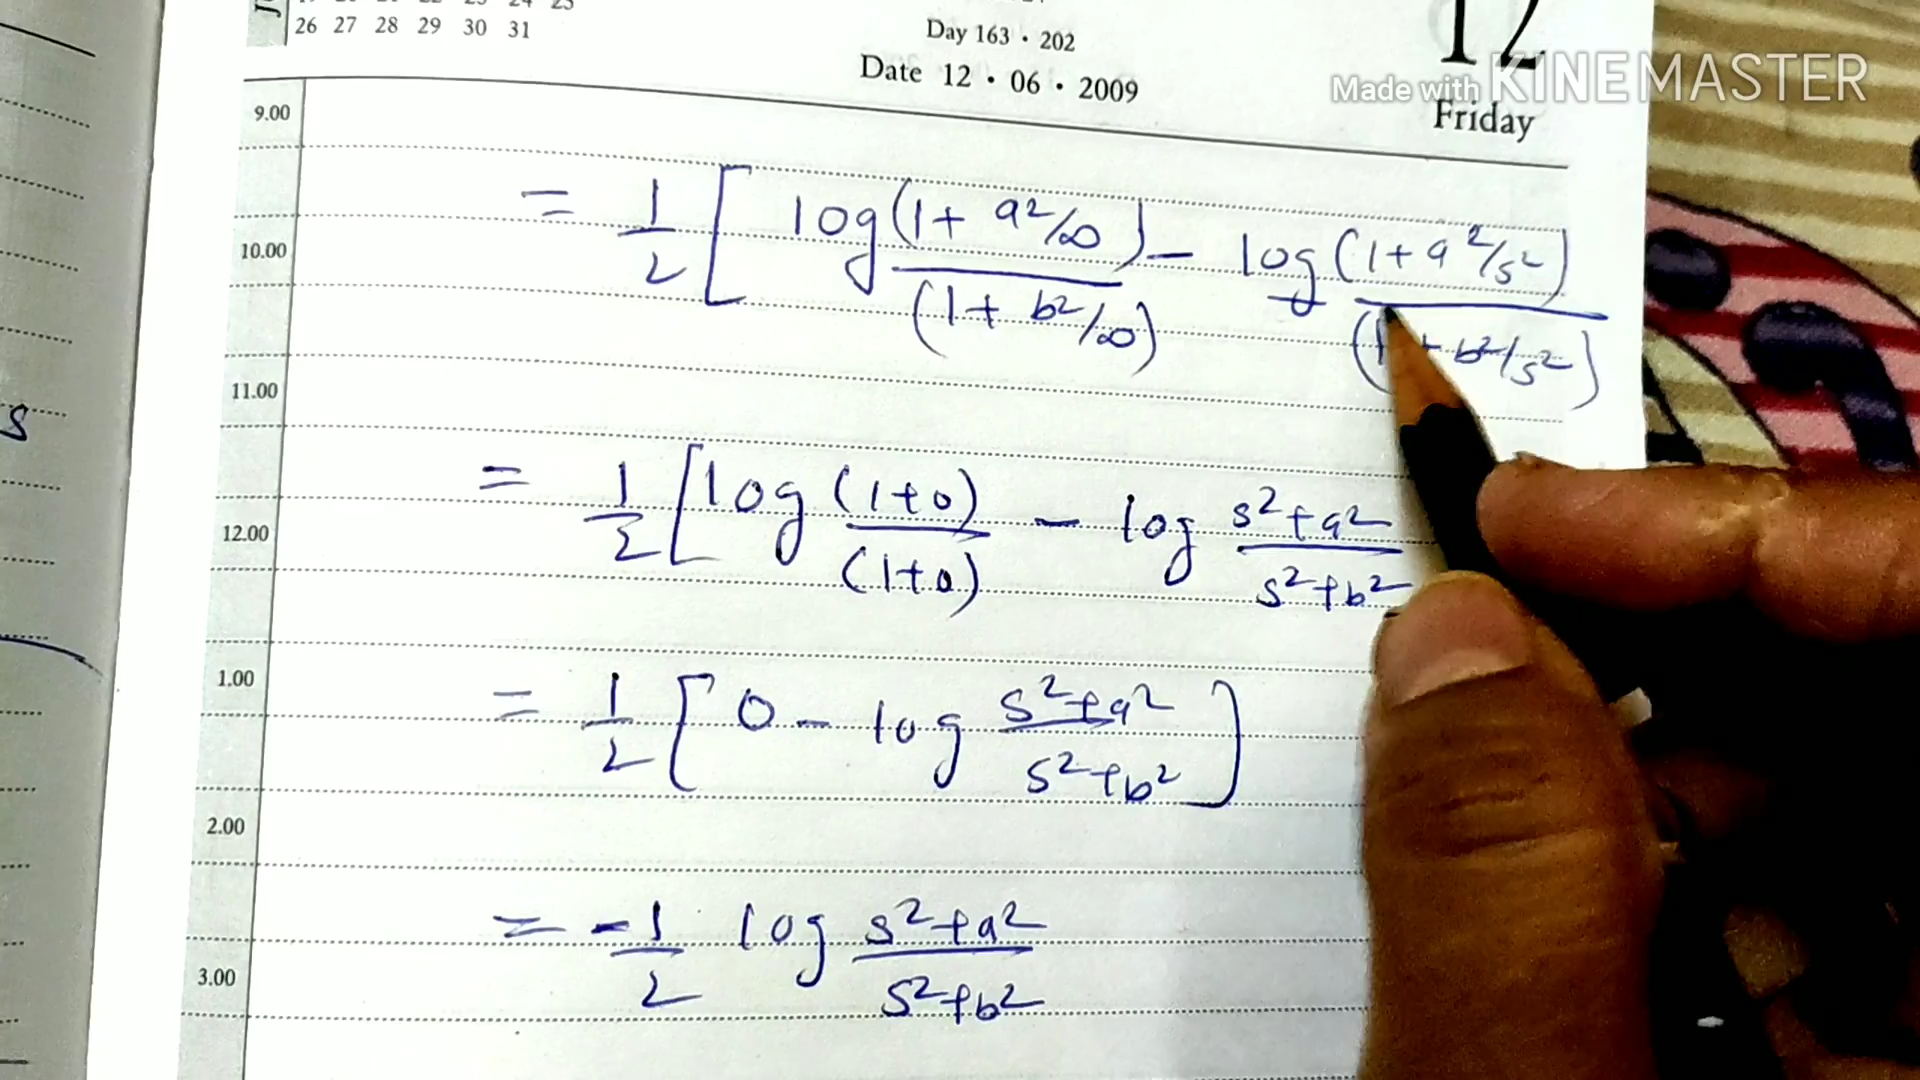 26 27 28 29 30 31
Day 163 • 202
Date 12 • 06 • 2009
12
Friday
Made with KINEMASTER
9.00
10.00
11.00
12.00
1.00
2.00
3.00
s
= 1/2 [ log (1 + a²/∞) / (1 + b²/∞) - log (1 + a²/s²) / (1 + b²/s²)
= 1/2 [ log (1+0) / (1+0) - log s²+a² / s²+b²
= 1/2 [ 0 - log s²+a² / s²+b² ]
= -1/2 log s²+a² / s²+b²